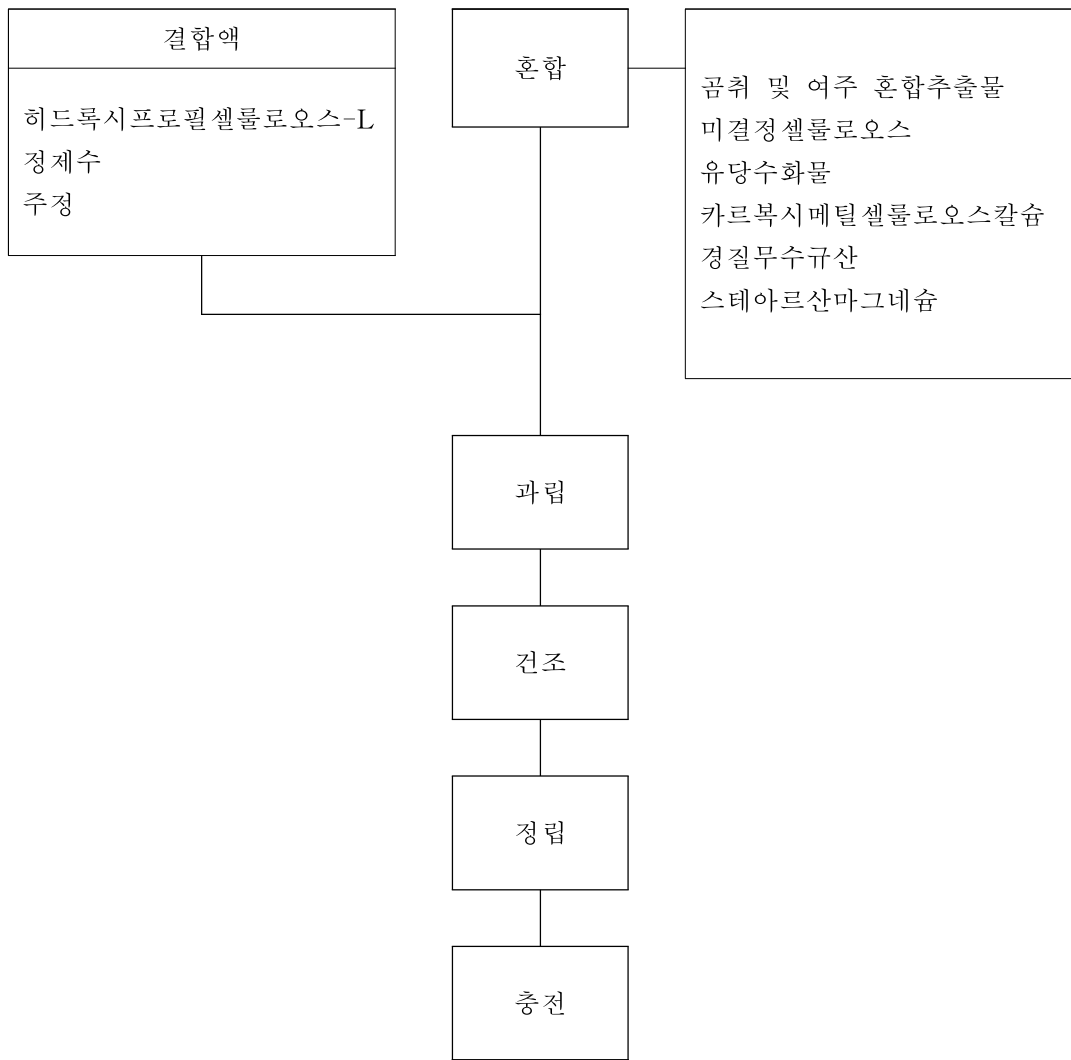 결합액
히드록시프로필셀룰로오스-L
정제수
주정
혼합
곰취 및 여주 혼합추출물
미결정셀룰로오스
유당수화물
카르복시메틸셀룰로오스칼슘
경질무수규산
스테아르산마그네슘
과립
건조
정립
충전